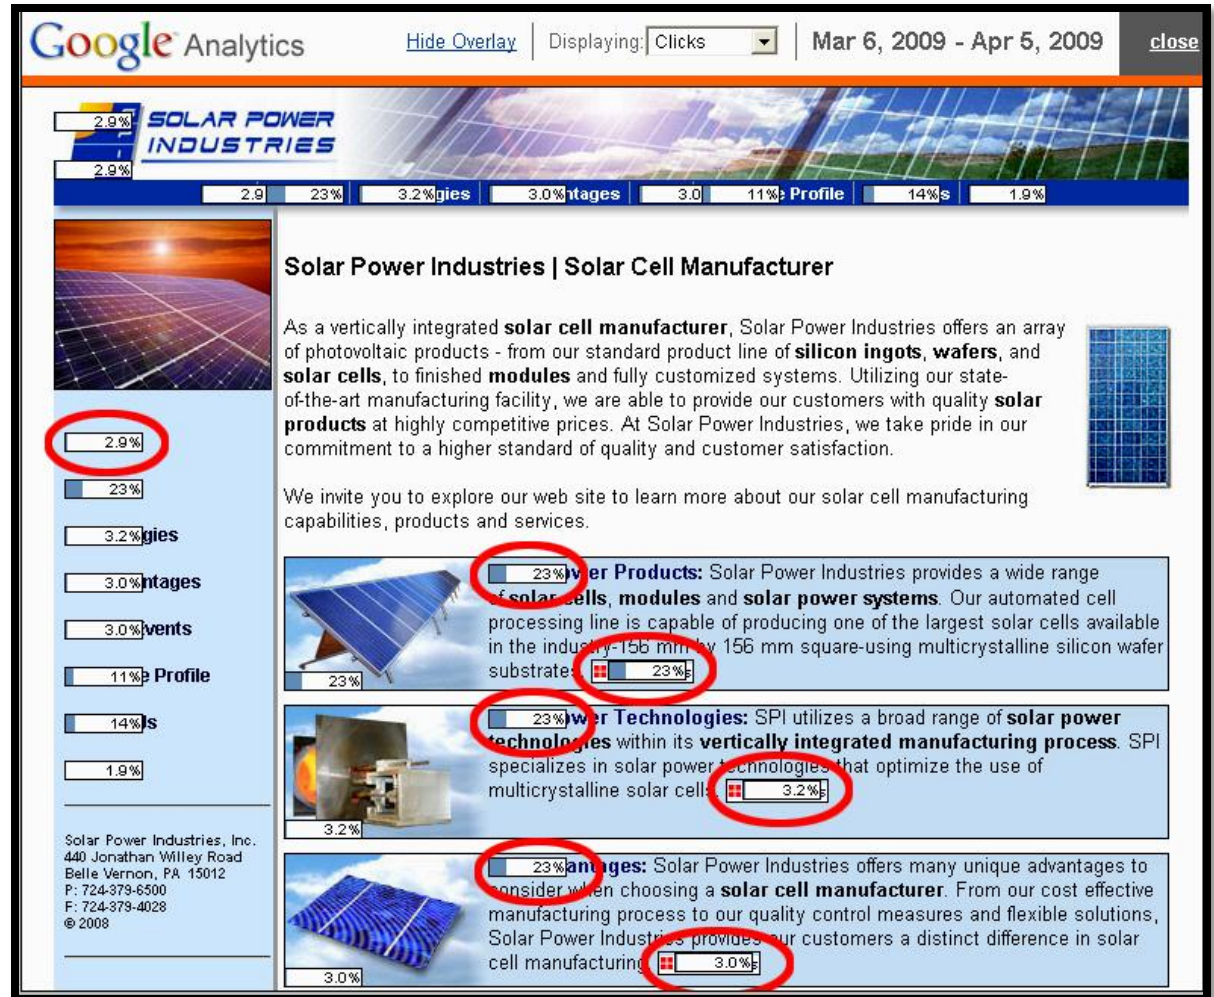 Google Analytics Hide Overlay Displaying: Clicks Mar 6, 2009 - Apr 5, 2009 close
2.9% SOLAR POWER
INDUSTRIES
2.9%
2.9 23% 3.2% gies 3.0% ntages 3.0 11% e Profile 14% s 1.9%
Solar Power Industries | Solar Cell Manufacturer
As a vertically integrated solar cell manufacturer, Solar Power Industries offers an array
of photovoltaic products - from our standard product line of silicon ingots, wafers, and
solar cells, to finished modules and fully customized systems. Utilizing our state-
of-the-art manufacturing facility, we are able to provide our customers with quality solar
products at highly competitive prices. At Solar Power Industries, we take pride in our
commitment to a higher standard of quality and customer satisfaction.
We invite you to explore our web site to learn more about our solar cell manufacturing
capabilities, products and services.
2.9%
23%
3.2% gies
3.0% ntages
3.0% vents
11% e Profile
14% s
1.9%
Solar Power Industries, Inc.
440 Jonathan Willey Road
Belle Vernon, PA 15012
P: 724-379-6500
F: 724-379-4028
© 2008
23% wer Products: Solar Power Industries provides a wide range
of solar cells, modules and solar power systems. Our automated cell
processing line is capable of producing one of the largest solar cells available
in the industry-156 mm by 156 mm square-using multicrystalline silicon wafer
substrates. 23% s
23%
23% wer Technologies: SPI utilizes a broad range of solar power
technologies within its vertically integrated manufacturing process. SPI
specializes in solar power technologies that optimize the use of
multicrystalline solar cells. 3.2% s
3.2%
23% antages: Solar Power Industries offers many unique advantages to
consider when choosing a solar cell manufacturer. From our cost effective
manufacturing process to our quality control measures and flexible solutions,
Solar Power Industries provides our customers a distinct difference in solar
cell manufacturing. 3.0% s
3.0%